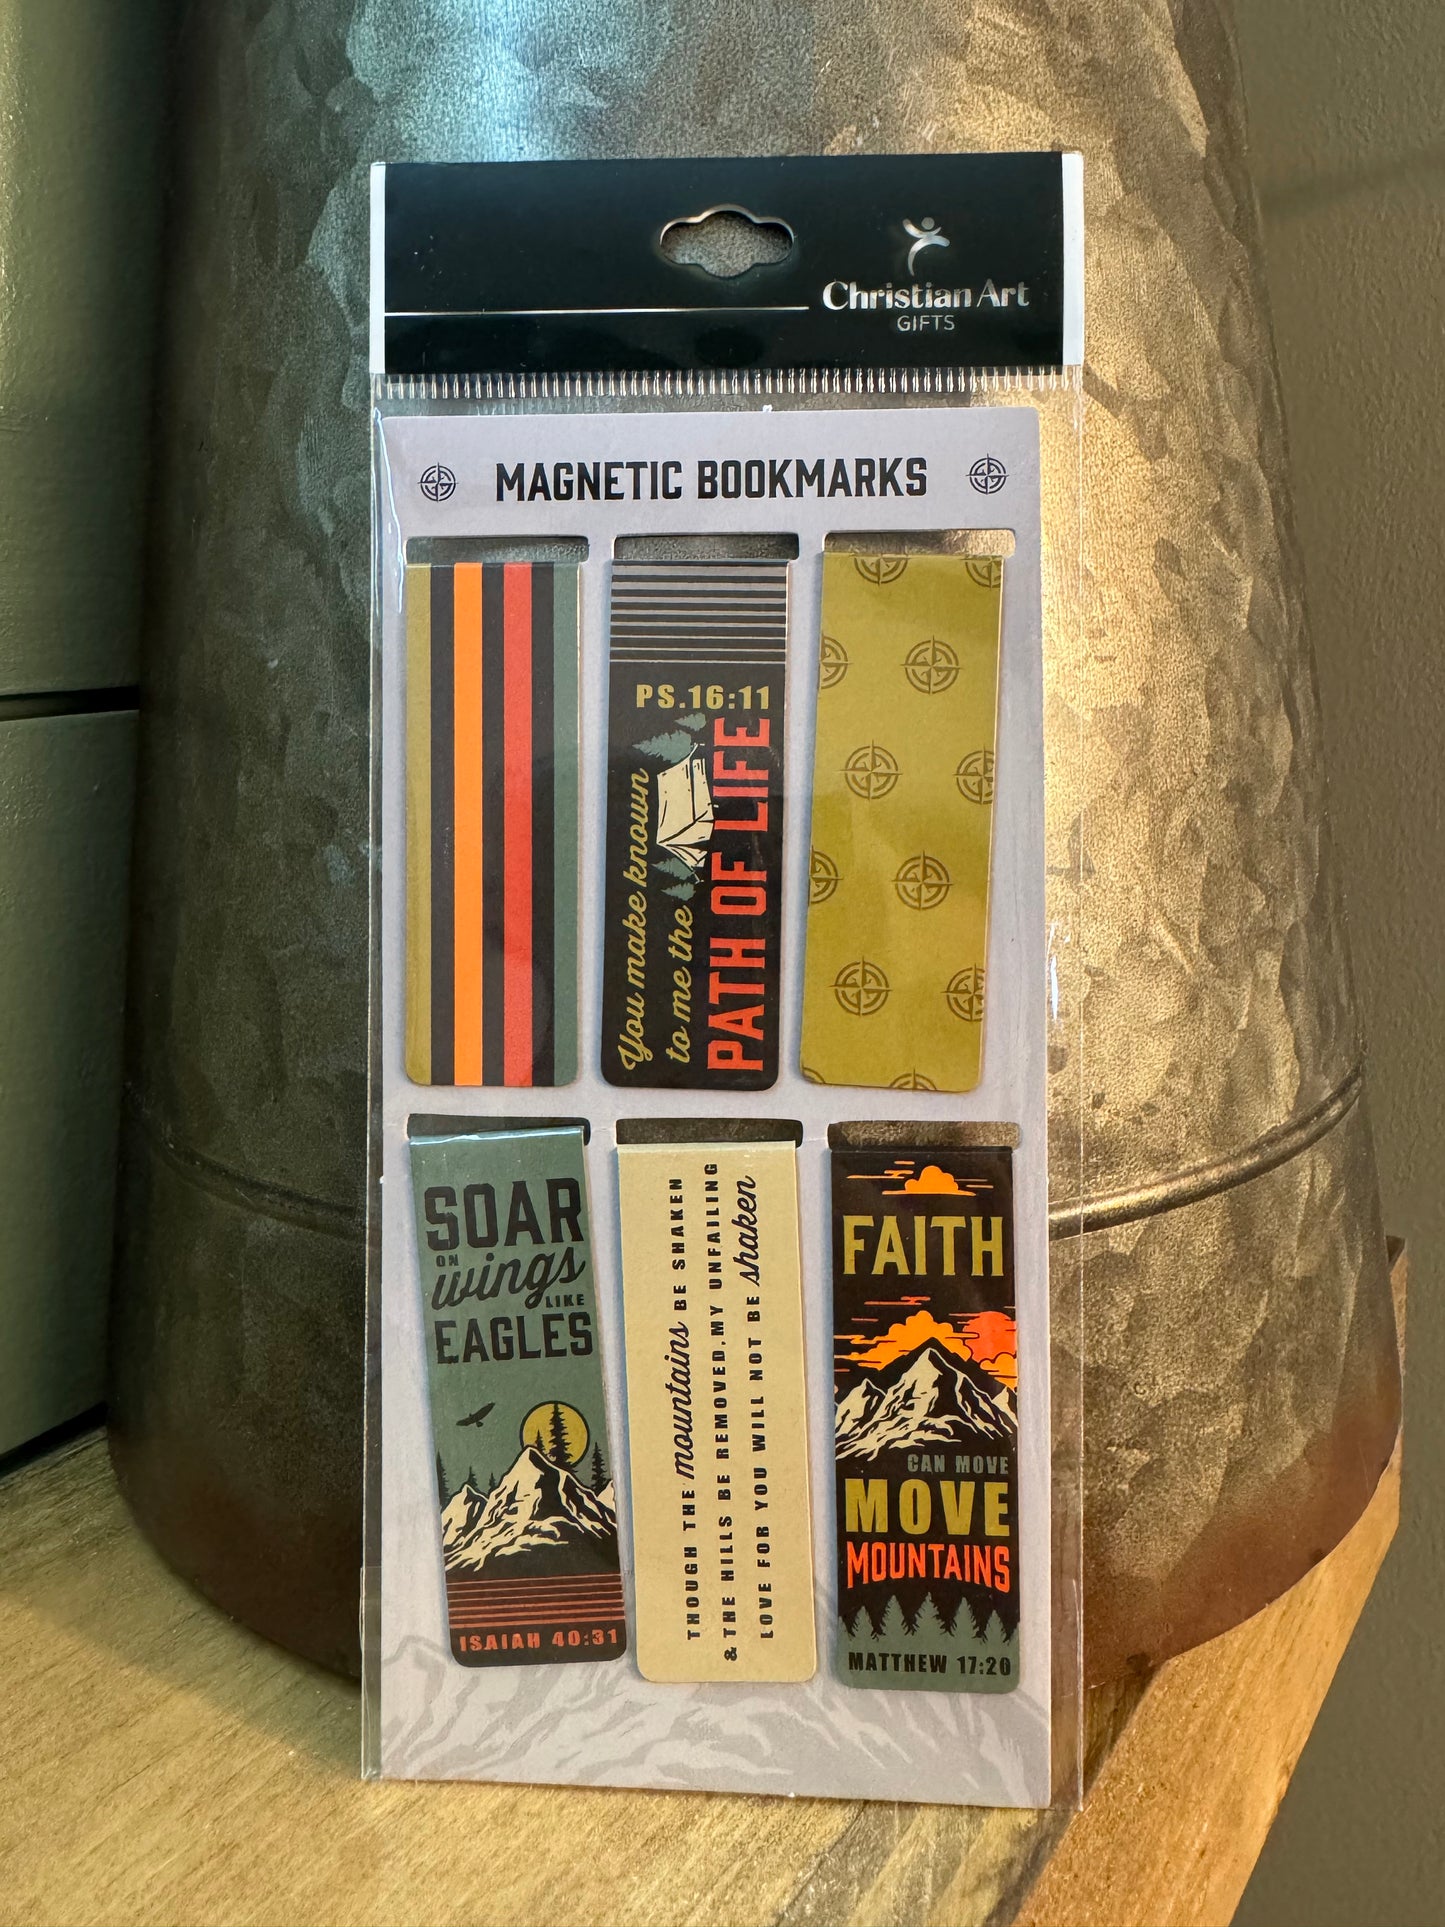 Christian Art
GIFTS
MAGNETIC BOOKMARKS
PS.16:11
You make known
to me the
PATH OF LIFE
SOAR
ON
wings
LIKE
EAGLES
ISAIAH 40:31
THOUGH THE mountains BE SHAKEN
& THE HILLS BE REMOVED, MY UNFAILING
LOVE FOR YOU WILL NOT BE shaken
FAITH
CAN MOVE
MOVE
MOUNTAINS
MATTHEW 17:20